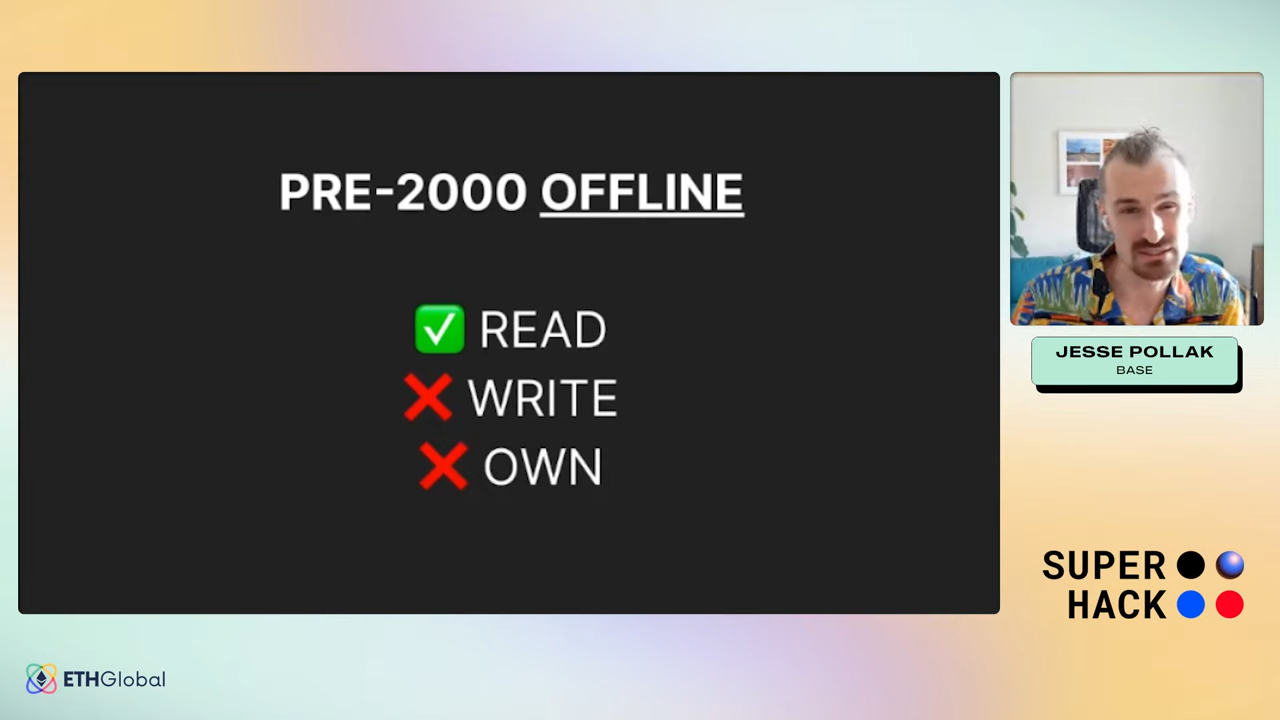 PRE-2000 OFFLINE
✅ READ
❌ WRITE
❌ OWN
JESSE POLLAK
BASE
SUPER
HACK
ETHGlobal